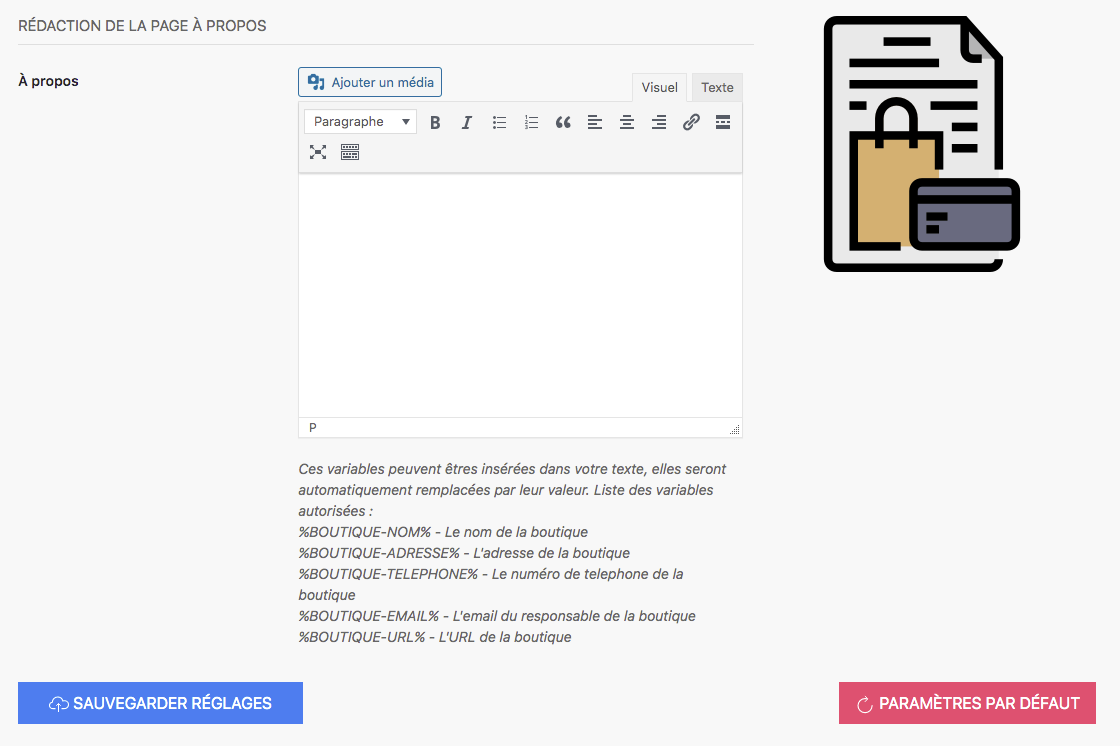 RÉDACTION DE LA PAGE À PROPOS
À propos
Ajouter un média
Visuel
Texte
Paragraphe
P
Ces variables peuvent êtres insérées dans votre texte, elles seront
automatiquement remplacées par leur valeur. Liste des variables
autorisées :
%BOUTIQUE-NOM% - Le nom de la boutique
%BOUTIQUE-ADRESSE% - L'adresse de la boutique
%BOUTIQUE-TELEPHONE% - Le numéro de telephone de la
boutique
%BOUTIQUE-EMAIL% - L'email du responsable de la boutique
%BOUTIQUE-URL% - L'URL de la boutique
SAUVEGARDER RÉGLAGES
PARAMÈTRES PAR DÉFAUT